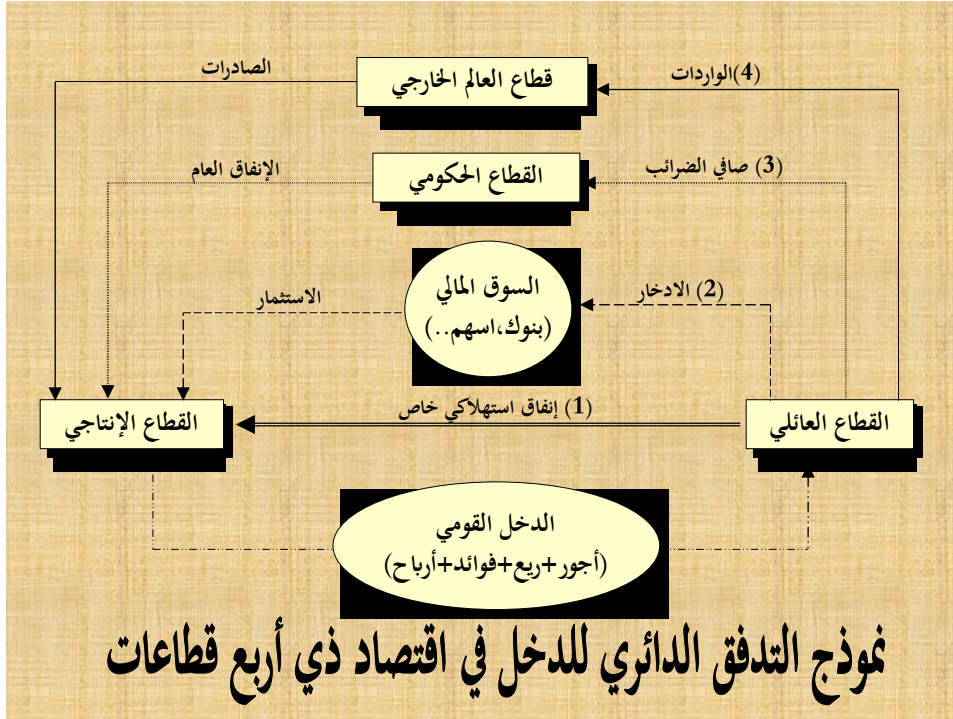 قطاع العالم الخارجي
(4)الواردات
الصادرات
القطاع الحكومي
(3) صافي الضرائب
الإنفاق العام
السوق المالي
(بنوك،اسهم..)
(2) الادخار
الاستثمار
القطاع العائلي
(1) إنفاق استهلاكي خاص
القطاع الإنتاجي
الدخل القومي
(أجور+ريع+فوائد+أرباح)
نموذج التدفق الدائري للدخل في اقتصاد ذي أربع قطاعات